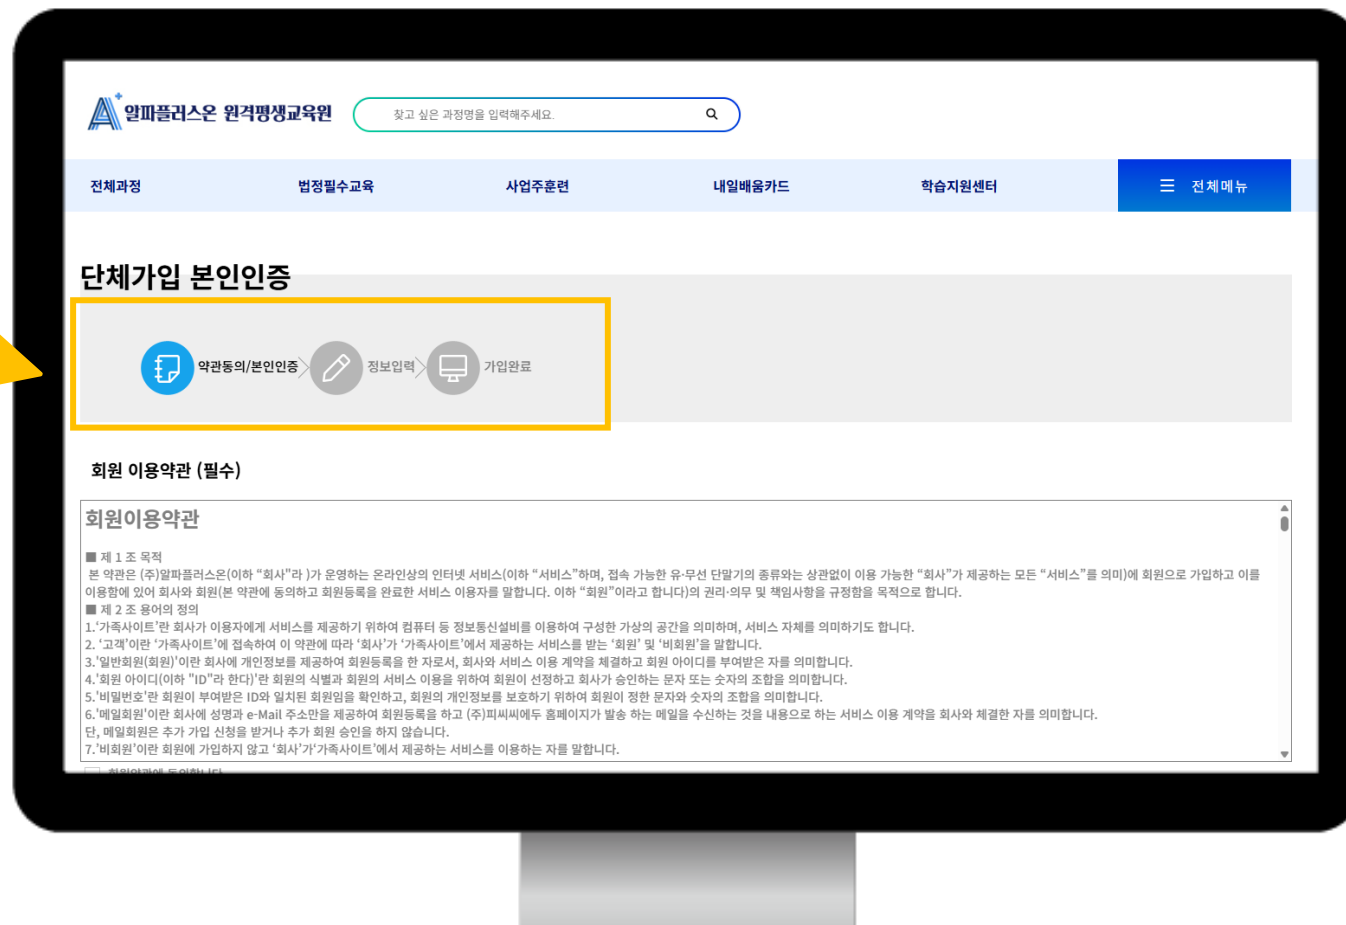 알파플러스온 원격평생교육원
찾고 싶은 과정명을 입력해주세요.
전체과정 법정필수교육 사업주훈련 내일배움카드 학습지원센터 전체메뉴
단체가입 본인인증
약관동의/본인인증 정보입력 가입완료
회원 이용약관 (필수)
회원이용약관
■ 제 1 조 목적
본 약관은 (주)알파플러스온(이하 “회사"라 )가 운영하는 온라인상의 인터넷 서비스(이하 “서비스”하며, 접속 가능한 유·무선 단말기의 종류와는 상관없이 이용 가능한 “회사”가 제공하는 모든 “서비스”를 의미)에 회원으로 가입하고 이를
이용함에 있어 회사와 회원(본 약관에 동의하고 회원등록을 완료한 서비스 이용자를 말합니다. 이하 “회원”이라고 합니다)의 권리·의무 및 책임사항을 규정함을 목적으로 합니다.
■ 제 2 조 용어의 정의
1.‘가족사이트’란 회사가 이용자에게 서비스를 제공하기 위하여 컴퓨터 등 정보통신설비를 이용하여 구성한 가상의 공간을 의미하며, 서비스 자체를 의미하기도 합니다.
2. ‘고객’이란 ‘가족사이트’에 접속하여 이 약관에 따라 ‘회사’가 ‘가족사이트’에서 제공하는 서비스를 받는 ‘회원’ 및 ‘비회원’을 말합니다.
3.'일반회원(회원)'이란 회사에 개인정보를 제공하여 회원등록을 한 자로서, 회사와 서비스 이용 계약을 체결하고 회원 아이디를 부여받은 자를 의미합니다.
4.'회원 아이디(이하 "ID"라 한다)'란 회원의 식별과 회원의 서비스 이용을 위하여 회원이 선정하고 회사가 승인하는 문자 또는 숫자의 조합을 의미합니다.
5.'비밀번호'란 회원이 부여받은 ID와 일치된 회원임을 확인하고, 회원의 개인정보를 보호하기 위하여 회원이 정한 문자와 숫자의 조합을 의미합니다.
6.'메일회원'이란 회사에 성명과 e-Mail 주소만을 제공하여 회원등록을 하고 (주)피씨씨에두 홈페이지가 발송 하는 메일을 수신하는 것을 내용으로 하는 서비스 이용 계약을 회사와 체결한 자를 의미합니다.
단, 메일회원은 추가 가입 신청을 받거나 추가 회원 승인을 하지 않습니다.
7.'비회원’이란 회원에 가입하지 않고 ‘회사’가‘가족사이트’에서 제공하는 서비스를 이용하는 자를 말합니다.
회원약관에 동의합니다